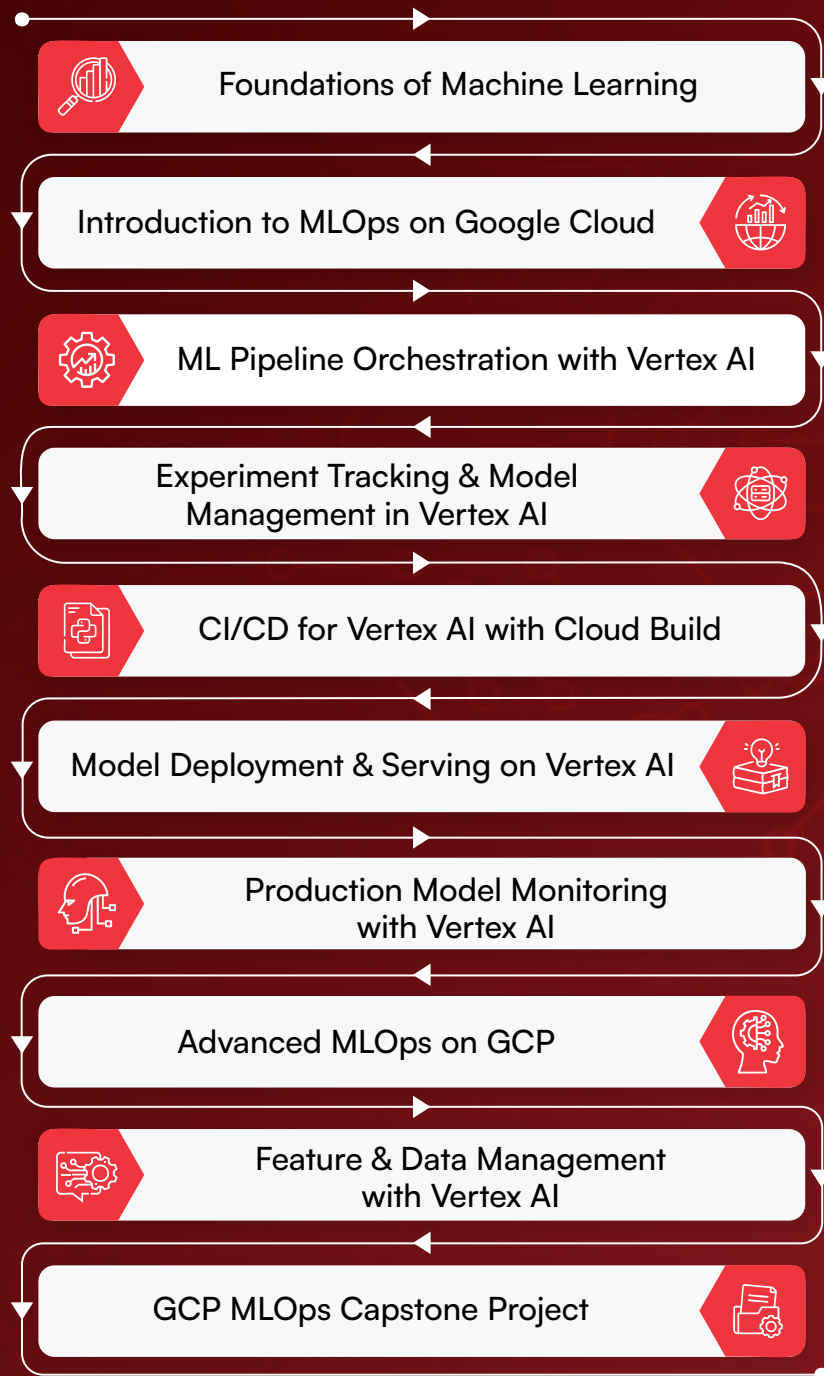 Foundations of Machine Learning
Introduction to MLOps on Google Cloud
ML Pipeline Orchestration with Vertex AI
Experiment Tracking & Model
Management in Vertex AI
CI/CD for Vertex AI with Cloud Build
Model Deployment & Serving on Vertex AI
Production Model Monitoring
with Vertex AI
Advanced MLOps on GCP
Feature & Data Management
with Vertex AI
GCP MLOps Capstone Project